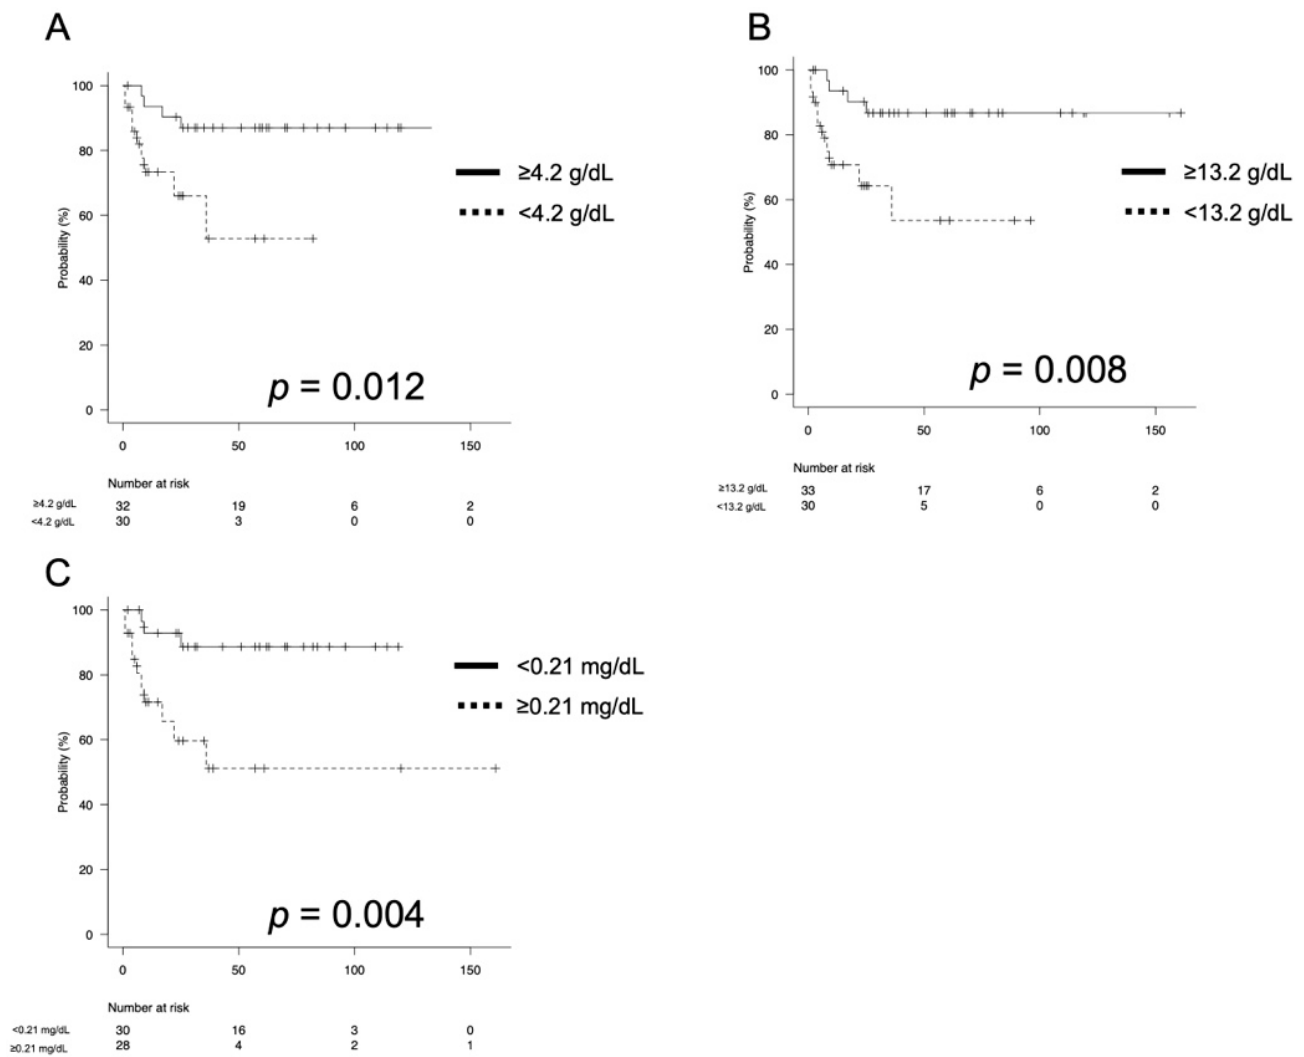 A
100
80
60
40
20
0
Probability (%)
0 50 100 150
≥4.2 g/dL
<4.2 g/dL
p = 0.012
Number at risk
≥4.2 g/dL 32 19 6 2
<4.2 g/dL 30 3 0 0
B
100
80
60
40
20
0
Probability (%)
0 50 100 150
≥13.2 g/dL
<13.2 g/dL
p = 0.008
Number at risk
≥13.2 g/dL 33 17 6 2
<13.2 g/dL 30 5 0 0
C
100
80
60
40
20
0
Probability (%)
0 50 100 150
<0.21 mg/dL
≥0.21 mg/dL
p = 0.004
Number at risk
<0.21 mg/dL 30 16 3 0
≥0.21 mg/dL 28 4 2 1